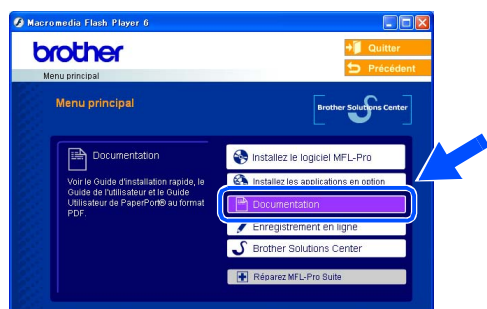 Macromedia Flash Player 6
brother
Quitter
Précédent
Menu principal
Menu principal
Brother Solutions Center
Documentation
Voir le Guide d'installation rapide, le
Guide de l'utilisateur et le Guide
Utilisateur de PaperPort® au format
PDF.
Installez le logiciel MFL-Pro
Installez les applications en option
Documentation
Enregistrement en ligne
Brother Solutions Center
Réparez MFL-Pro Suite